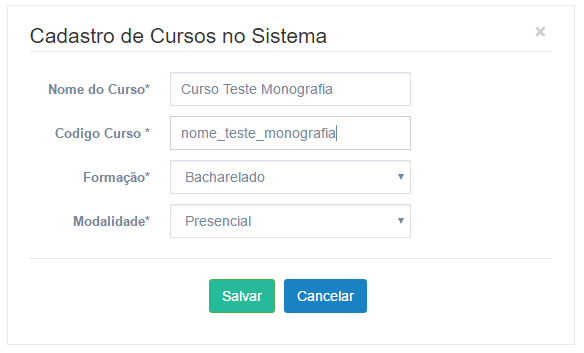 Cadastro de Cursos no Sistema ×
Nome do Curso* Curso Teste Monografia
Codigo Curso * nome_teste_monografia
Formação* Bacharelado
Modalidade* Presencial
Salvar Cancelar